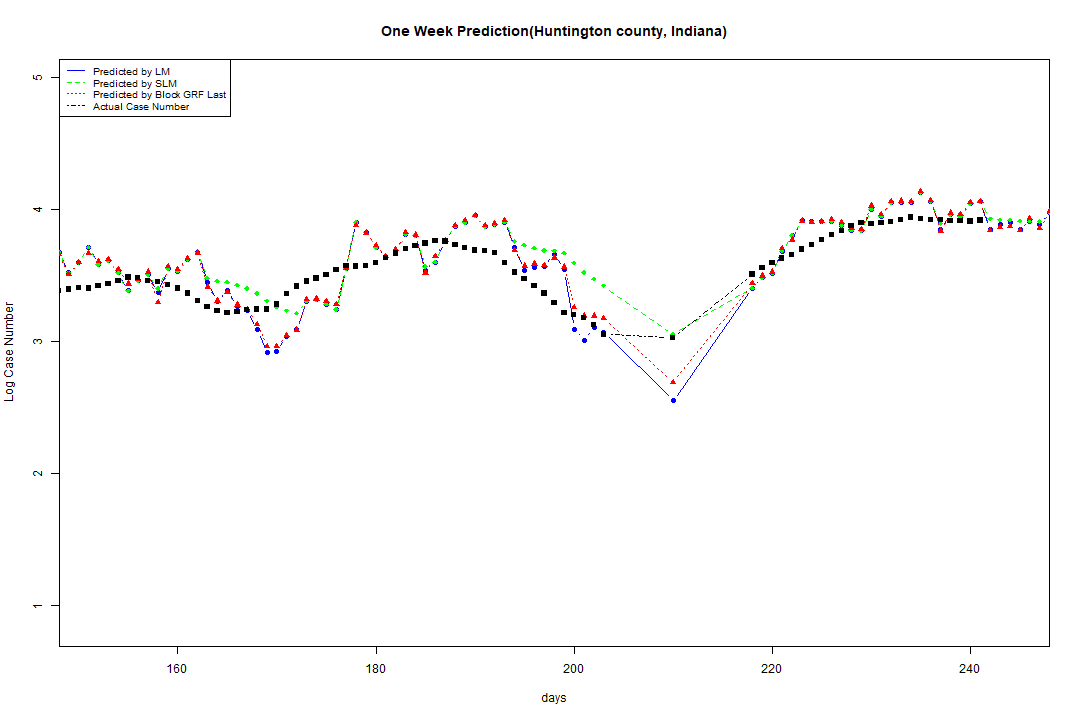 One Week Prediction(Huntington county, Indiana)
Predicted by LM
Predicted by SLM
Predicted by Block GRF Last
Actual Case Number
5
4
3
2
1
Log Case Number
160
180
200
220
240
days